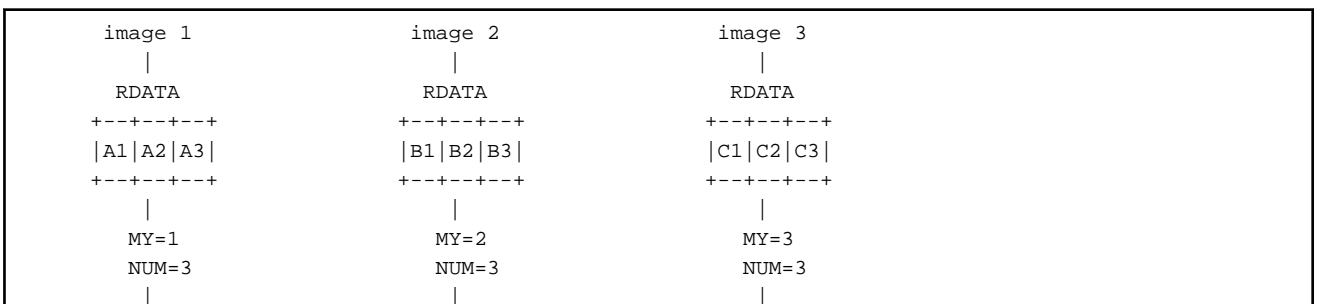 image 1                image 2                image 3
|                      |                      |
RDATA                  RDATA                  RDATA
+--+--+--+             +--+--+--+             +--+--+--+
|A1|A2|A3|             |B1|B2|B3|             |C1|C2|C3|
+--+--+--+             +--+--+--+             +--+--+--+
|                      |                      |
MY=1                   MY=2                   MY=3
NUM=3                  NUM=3                  NUM=3
|                      |                      |